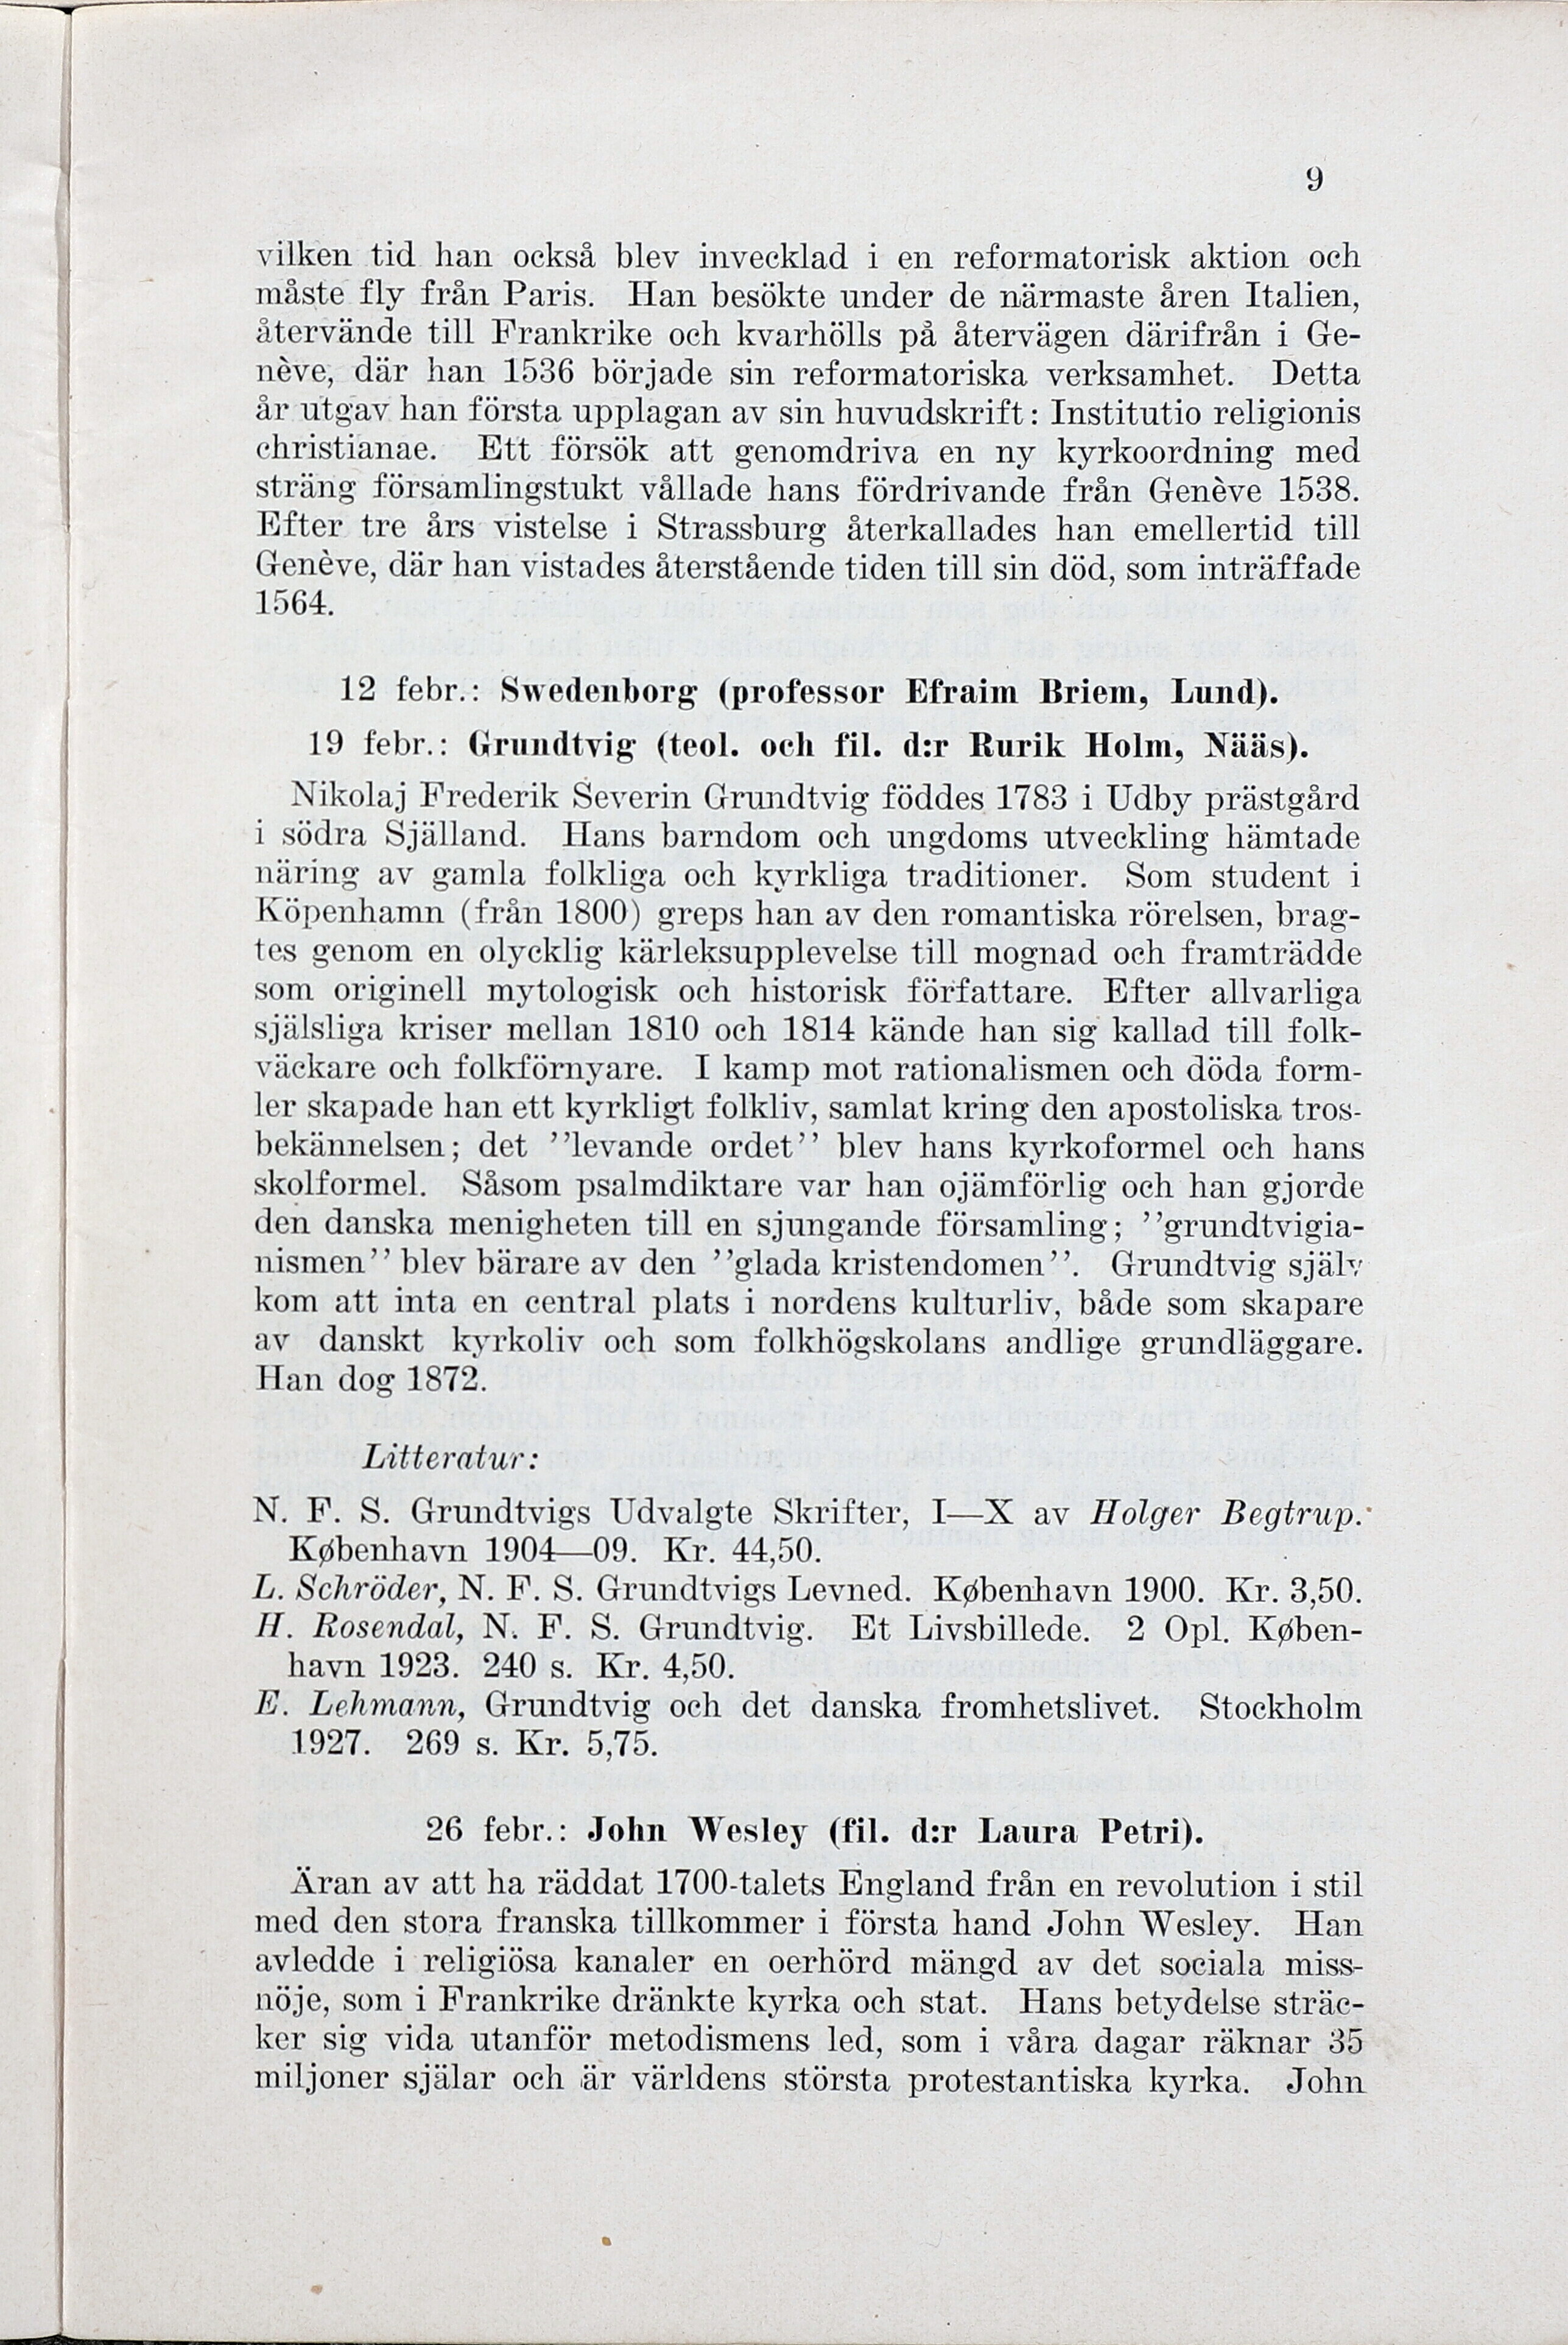 9
vilken tid han också blev invecklad i en reformatorisk aktion och
måste fly från Paris. Han besökte under de närmaste åren Italien,
återvände till Frankrike och kvarhölls på återvägen därifrån i Ge-
nève, där han 1536 började sin reformatoriska verksamhet. Detta
år utgav han första upplagan av sin huvudskrift: Institutio religionis
christianae. Ett försök att genomdriva en ny kyrkoordning med
sträng församlingstukt vållade hans fördrivande från Genève 1538.
Efter tre års vistelse i Strassburg återkallades han emellertid till
Genève, där han vistades återstående tiden till sin död, som inträffade
1564.
12 febr.: Swedenborg (professor Efraim Briem, Lund).
19 febr.: Grundtvig (teol. och fil. d:r Rurik Holm, Nääs).
Nikolaj Frederik Severin Grundtvig föddes 1783 i Udby prästgård
i södra Själland. Hans barndom och ungdoms utveckling hämtade
näring av gamla folkliga och kyrkliga traditioner. Som student i
Köpenhamn (från 1800) greps han av den romantiska rörelsen, brag-
tes genom en olycklig kärleksupplevelse till mognad och framträdde
som originell mytologisk och historisk författare. Efter allvarliga
själsliga kriser mellan 1810 och 1814 kände han sig kallad till folk-
väckare och folkförnyare. I kamp mot rationalismen och döda form-
ler skapade han ett kyrkligt folkliv, samlat kring den apostoliska tros-
bekännelsen; det ’’levande ordet’’ blev hans kyrkoformel och hans
skolformel. Såsom psalmdiktare var han ojämförlig och han gjorde
den danska menigheten till en sjungande församling; ’’grundtvigia-
nismen’’ blev bärare av den ’’glada kristendomen’’. Grundtvig själv
kom att inta en central plats i nordens kulturliv, både som skapare
av danskt kyrkoliv och som folkhögskolans andlige grundläggare.
Han dog 1872.
Litteratur:
N. F. S. Grundtvigs Udvalgte Skrifter, I—X av Holger Begtrup.
København 1904—09. Kr. 44,50.
L. Schröder, N. F. S. Grundtvigs Levned. København 1900. Kr. 3,50.
H. Rosendal, N. F. S. Grundtvig. Et Livsbillede. 2 Opl. Køben-
havn 1923. 240 s. Kr. 4,50.
E. Lehmann, Grundtvig och det danska fromhetslivet. Stockholm
1927. 269 s. Kr. 5,75.
26 febr.: John Wesley (fil. d:r Laura Petri).
Äran av att ha räddat 1700-talets England från en revolution i stil
med den stora franska tillkommer i första hand John Wesley. Han
avledde i religiösa kanaler en oerhörd mängd av det sociala miss-
nöje, som i Frankrike dränkte kyrka och stat. Hans betydelse sträc-
ker sig vida utanför metodismens led, som i våra dagar räknar 35
miljoner själar och är världens största protestantiska kyrka. John